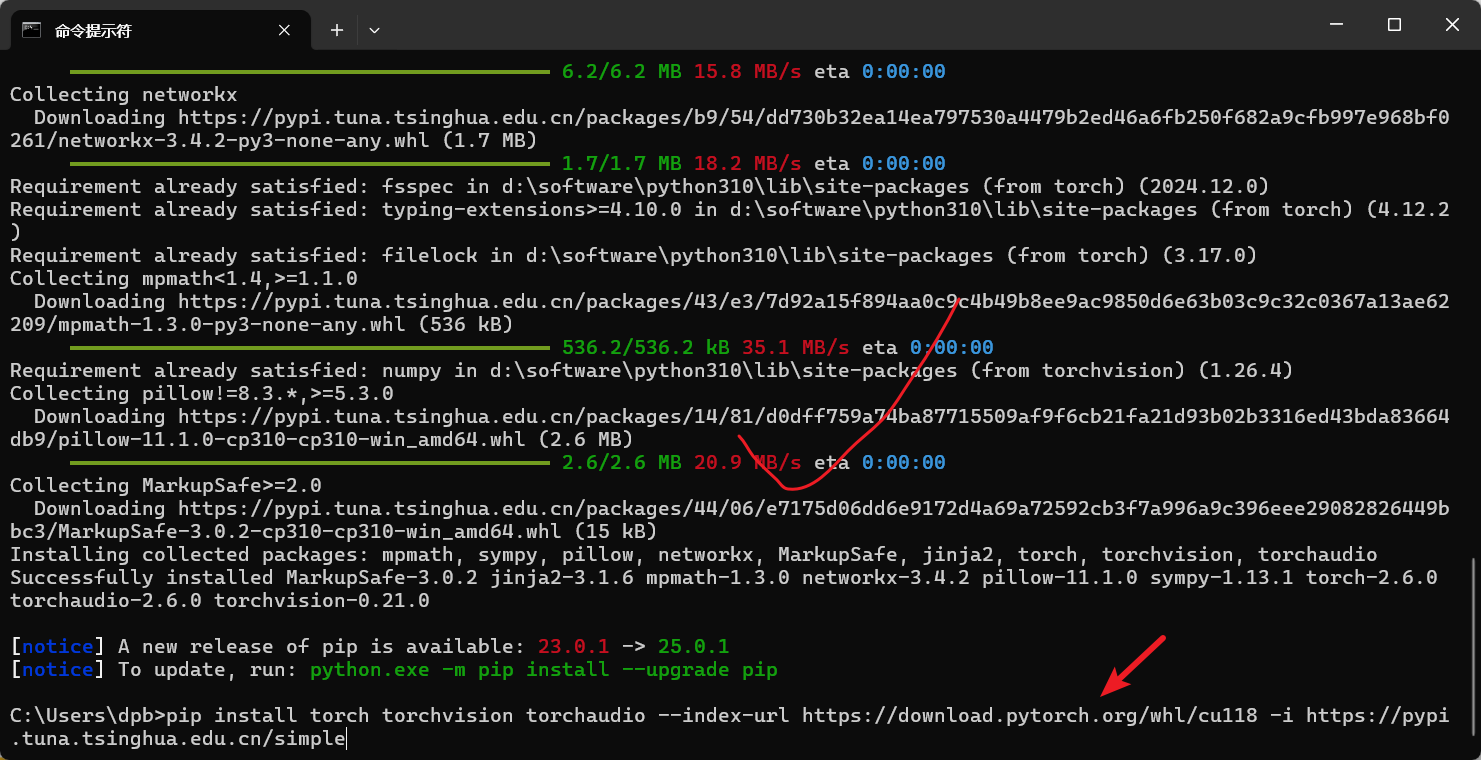 命令提示符
6.2/6.2 MB 15.8 MB/s eta 0:00:00
Collecting networkx
Downloading https://pypi.tuna.tsinghua.edu.cn/packages/b9/54/dd730b32ea14ea797530a4479b2ed46a6fb250f682a9cfb997e968bf0
261/networkx-3.4.2-py3-none-any.whl (1.7 MB)
1.7/1.7 MB 18.2 MB/s eta 0:00:00
Requirement already satisfied: fsspec in d:\software\python310\lib\site-packages (from torch) (2024.12.0)
Requirement already satisfied: typing-extensions>=4.10.0 in d:\software\python310\lib\site-packages (from torch) (4.12.2
)
Requirement already satisfied: filelock in d:\software\python310\lib\site-packages (from torch) (3.17.0)
Collecting mpmath<1.4,>=1.1.0
Downloading https://pypi.tuna.tsinghua.edu.cn/packages/43/e3/7d92a15f894aa0c9c4b49b8ee9ac9850d6e63b03c9c32c0367a13ae62
209/mpmath-1.3.0-py3-none-any.whl (536 kB)
536.2/536.2 kB 35.1 MB/s eta 0:00:00
Requirement already satisfied: numpy in d:\software\python310\lib\site-packages (from torchvision) (1.26.4)
Collecting pillow!=8.3.*,>=5.3.0
Downloading https://pypi.tuna.tsinghua.edu.cn/packages/14/81/d0dff759a74ba87715509af9f6cb21fa21d93b02b3316ed43bda83664
db9/pillow-11.1.0-cp310-cp310-win_amd64.whl (2.6 MB)
2.6/2.6 MB 20.9 MB/s eta 0:00:00
Collecting MarkupSafe>=2.0
Downloading https://pypi.tuna.tsinghua.edu.cn/packages/44/06/e7175d06dd6e9172d4a69a72592cb3f7a996a9c396eee29082826449b
bc3/MarkupSafe-3.0.2-cp310-cp310-win_amd64.whl (15 kB)
Installing collected packages: mpmath, sympy, pillow, networkx, MarkupSafe, jinja2, torch, torchvision, torchaudio
Successfully installed MarkupSafe-3.0.2 jinja2-3.1.6 mpmath-1.3.0 networkx-3.4.2 pillow-11.1.0 sympy-1.13.1 torch-2.6.0
torchaudio-2.6.0 torchvision-0.21.0
[notice] A new release of pip is available: 23.0.1 -> 25.0.1
[notice] To update, run: python.exe -m pip install --upgrade pip
C:\Users\dpb>pip install torch torchvision torchaudio --index-url https://download.pytorch.org/whl/cu118 -i https://pypi
.tuna.tsinghua.edu.cn/simple